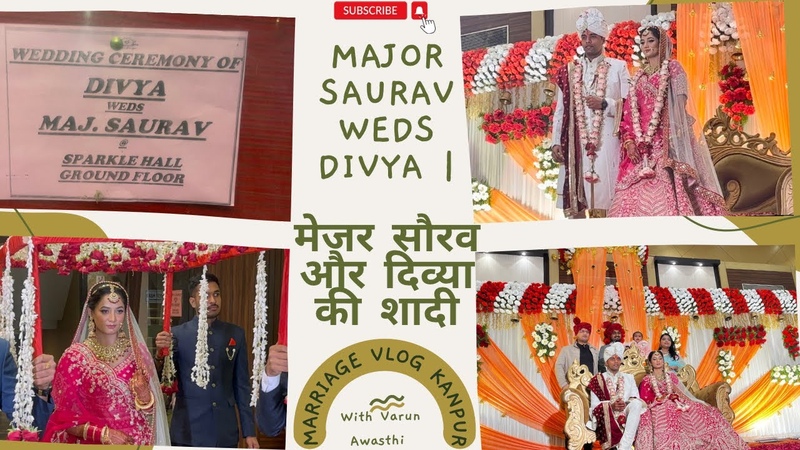 SUBSCRIBE
WEDDING CEREMONY OF
DIVYA
WEDS
MAJ. SAURAV
@
SPARKLE HALL
GROUND FLOOR
MAJOR
SAURAV
WEDS
DIVYA |
मेजर सौरव
और दिव्या
की शादी
MARRIAGE VLOG KANPUR
With Varun
Awasthi